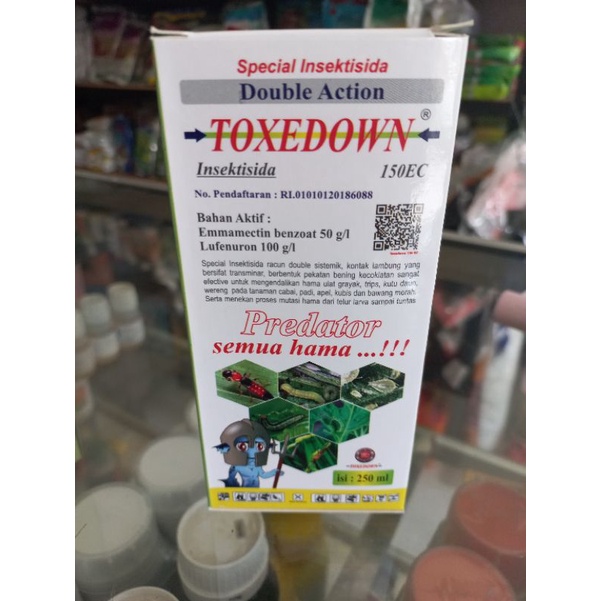 Special Insektisida
Double Action
TOXEDOWN®
Insektisida 150EC
No. Pendaftaran : RI.01010120186088
Bahan Aktif :
Emmamectin benzoat 50 g/l
Lufenuron 100 g/l
Special Insektisida racun double sistemik, kontak lambung yang
bersifat transminar, berbentuk pekatan bening kecoklatan sangat
efective untuk mengendalikan hama ulat grayak, trips, kutu daun,
wereng pada tanaman cabai, padi, apel, kubis dan bawang merah.
Serta menekan proses mutasi hama dari telur larva sampai tuntas
Predator
semua hama ...!!!
TOXEDOWN
isi : 250 ml